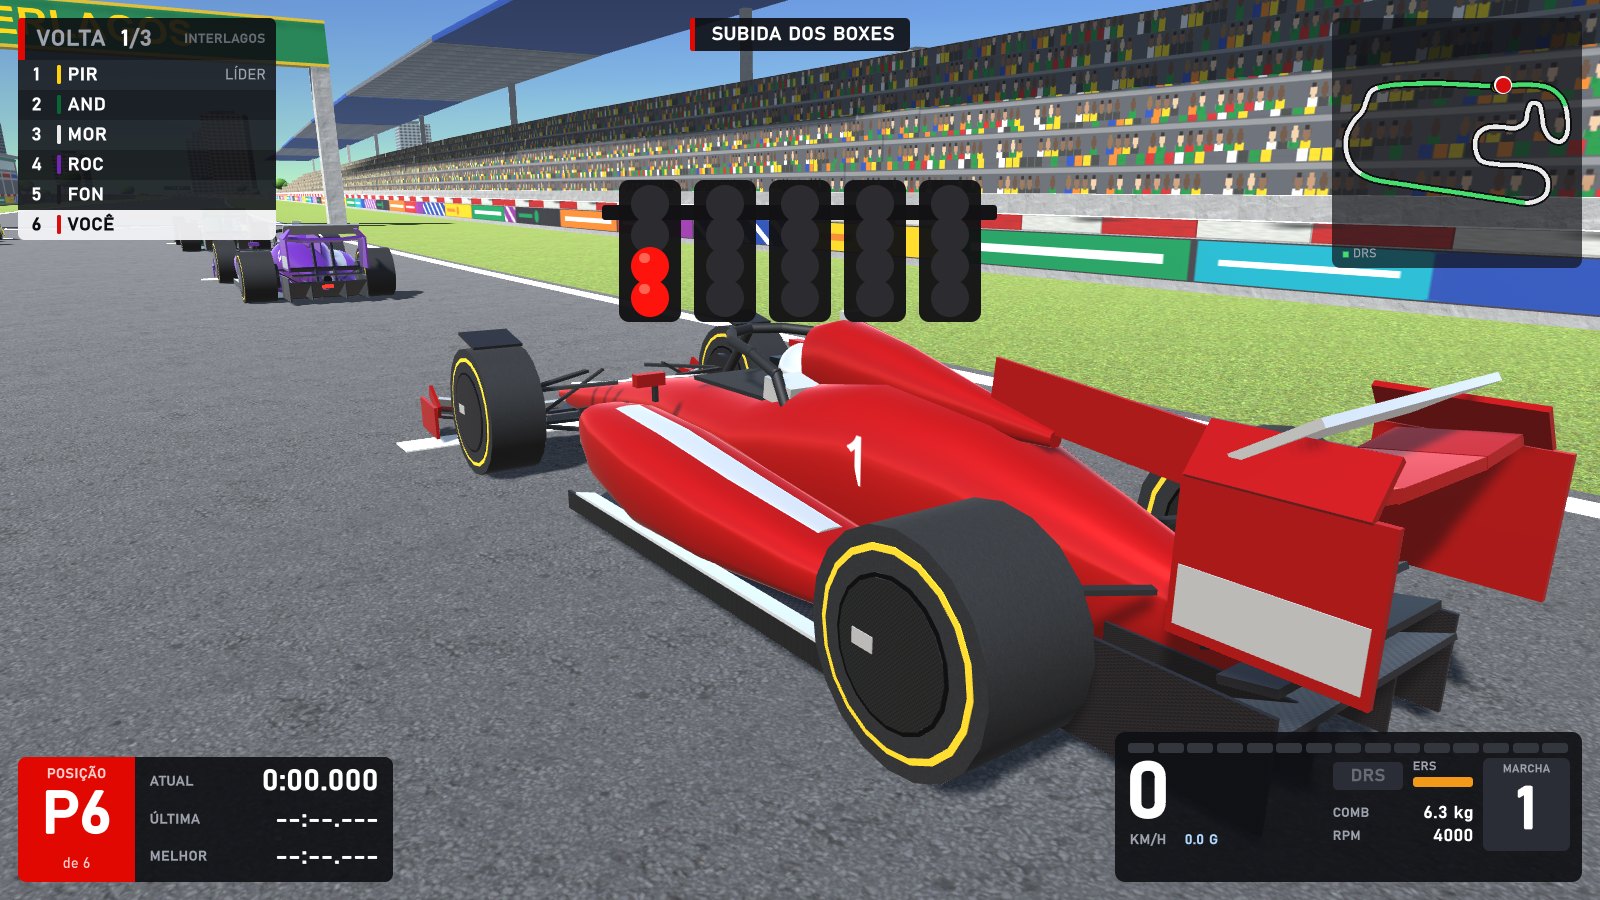 VOLTA 1/3 INTERLAGOS
1 PIR LÍDER
2 AND
3 MOR
4 ROC
5 FON
6 VOCÊ
SUBIDA DOS BOXES
DRS
1
POSIÇÃO
P6
de 6
ATUAL 0:00.000
ÚLTIMA --:--.---
MELHOR --:--.---
0
KM/H 0.0 G
DRS
ERS
COMB 6.3 kg
RPM 4000
MARCHA
1